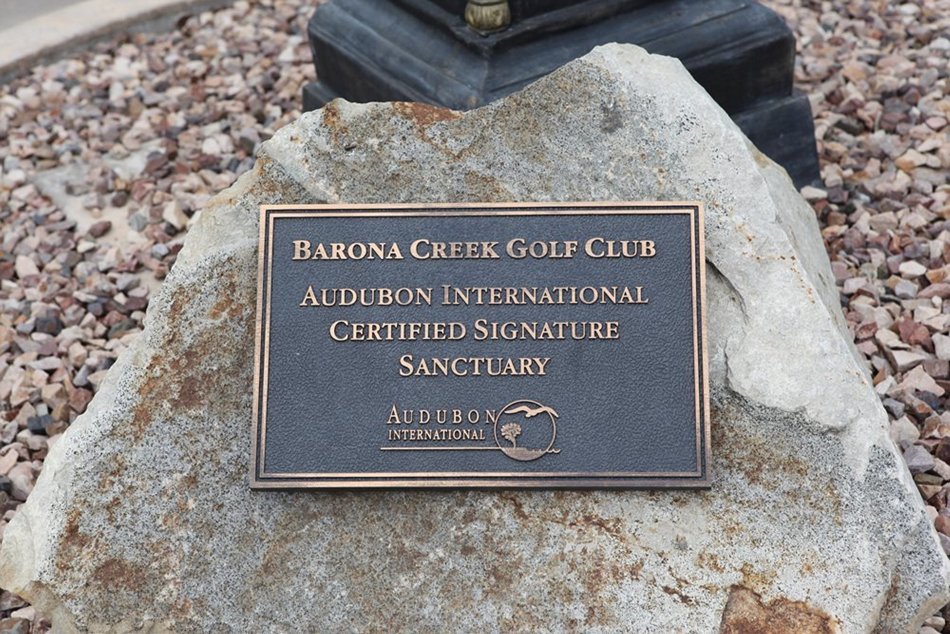 BARONA CREEK GOLF CLUB
AUDUBON INTERNATIONAL
CERTIFIED SIGNATURE
SANCTUARY
AUDUBON
INTERNATIONAL